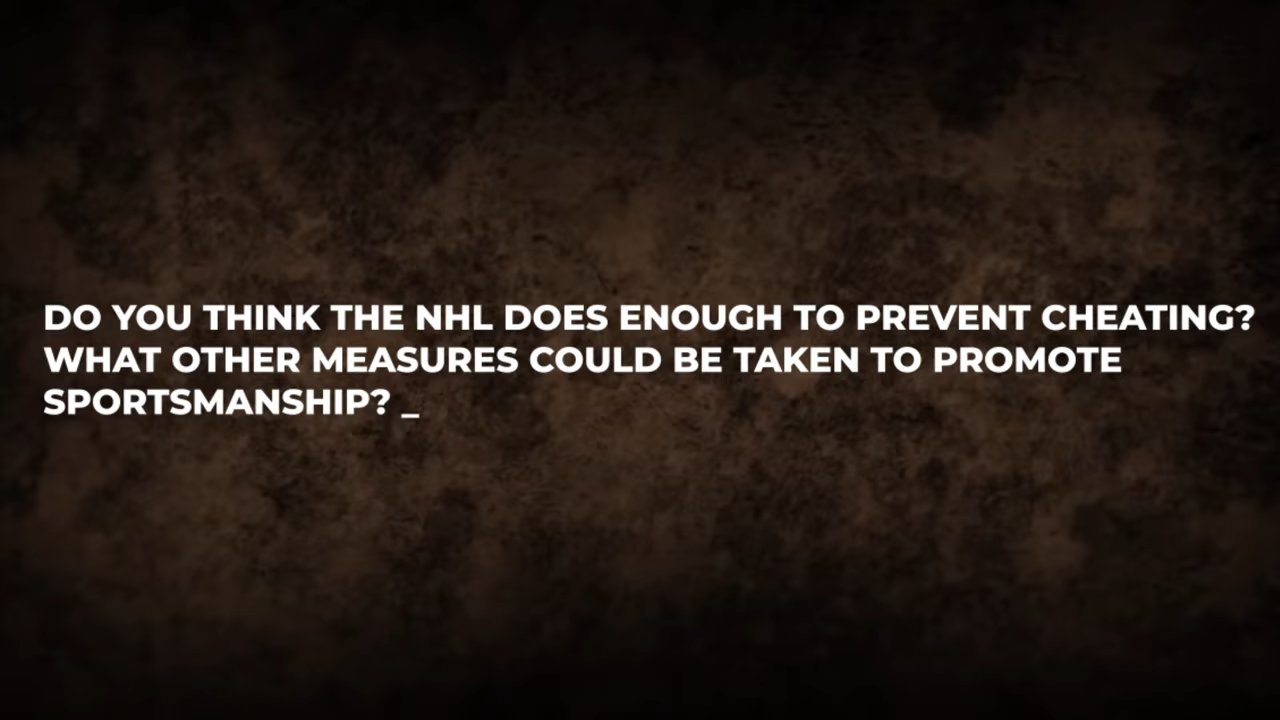 DO YOU THINK THE NHL DOES ENOUGH TO PREVENT CHEATING?
WHAT OTHER MEASURES COULD BE TAKEN TO PROMOTE
SPORTSMANSHIP? _